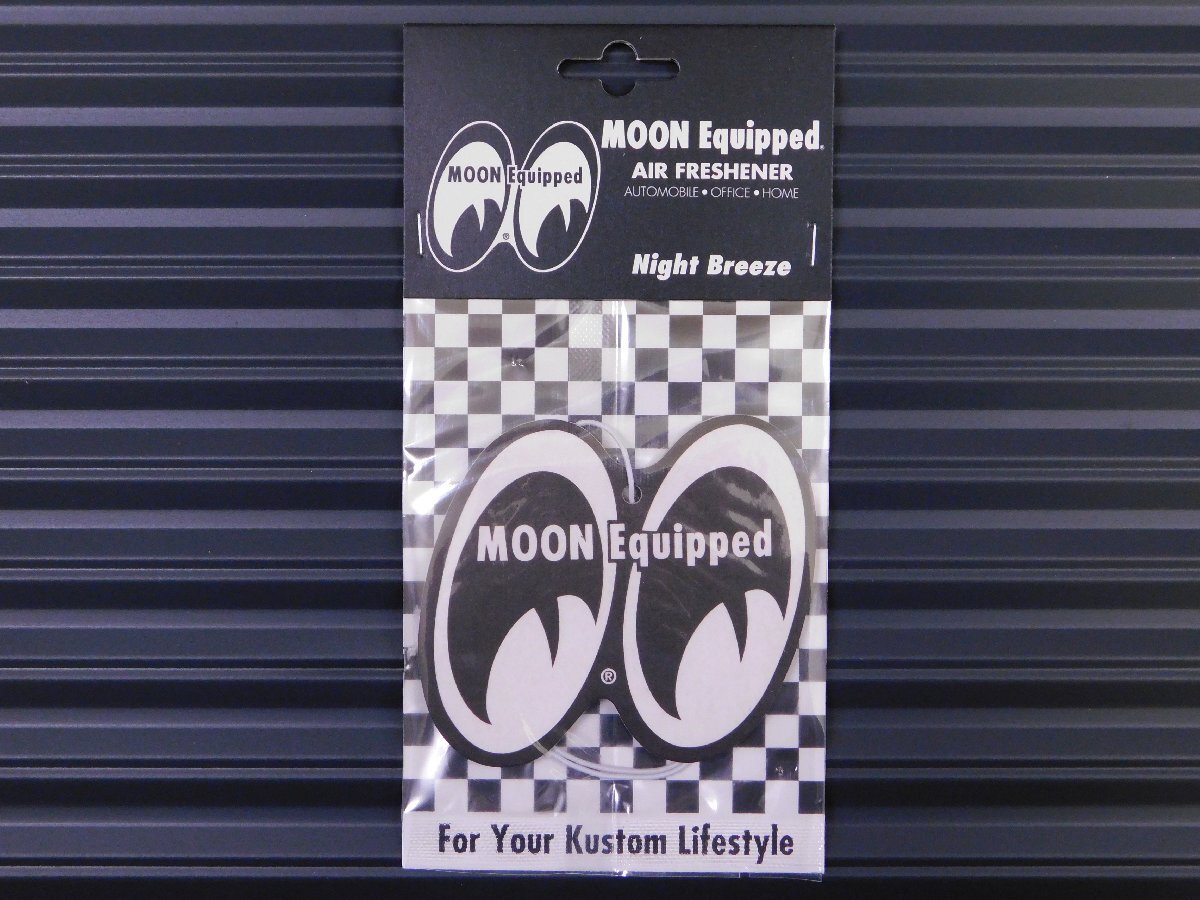 MOON Equipped
®
MOON Equipped®
AIR FRESHENER
AUTOMOBILE • OFFICE • HOME
Night Breeze
MOON Equipped
®
For Your Kustom Lifestyle